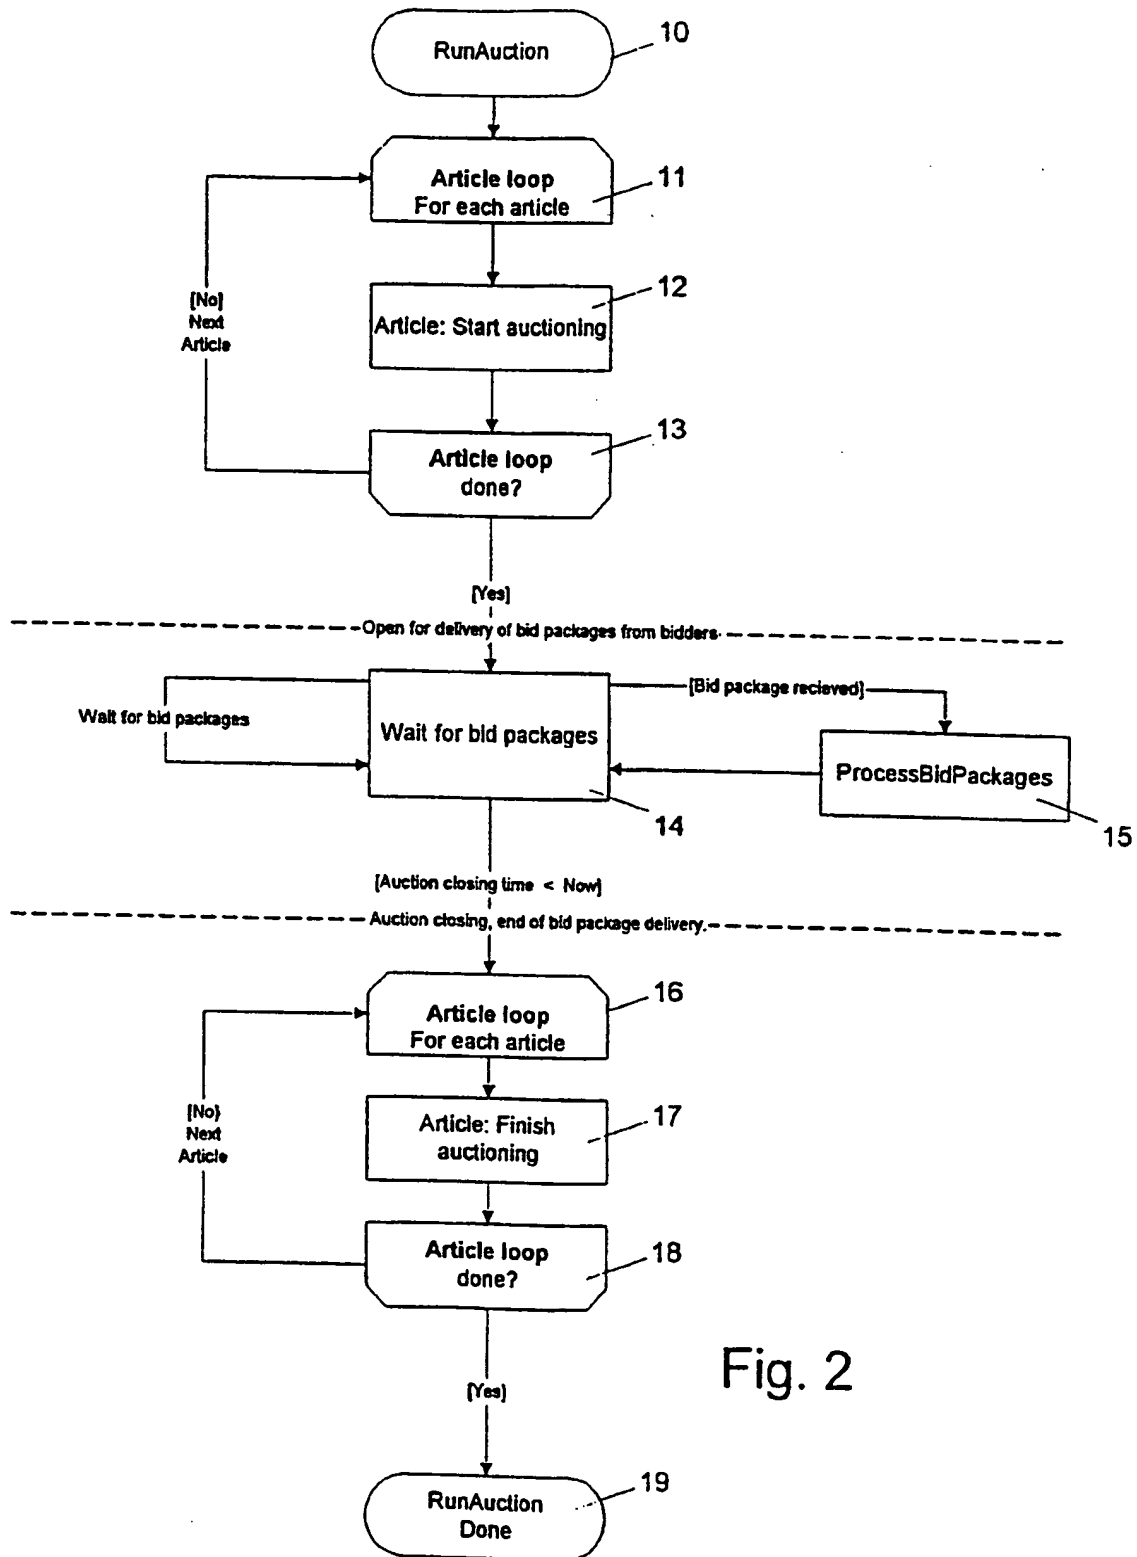 RunAuction
10
Article loop
For each article
11
[No]
Next
Article
Article: Start auctioning
12
Article loop
done?
13
[Yes]
Open for delivery of bid packages from bidders
Wait for bid packages
Wait for bid packages
14
[Bid package recieved]
ProcessBidPackages
15
[Auction closing time < Now]
Auction closing, end of bid package delivery.
Article loop
For each article
16
[No}
Next
Article
Article: Finish
auctioning
17
Article loop
done?
18
[Yes]
Fig. 2
RunAuction
Done
19